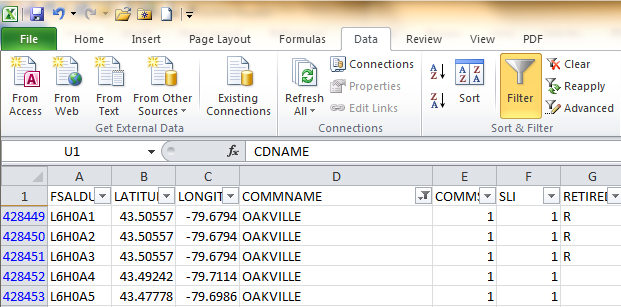 File Home Insert Page Layout Formulas Data Review View PDF
From Access
From Web
From Text
From Other Sources
Existing Connections
Refresh All
Connections
Properties
Edit Links
Sort
Filter
Clear
Reapply
Advanced
Get External Data
Connections
Sort & Filter
U1 fx CDNAME
A B C D E F G
1 FSALDU LATITU LONGIT COMMNAME COMMS SLI RETIRE
428449 L6H0A1 43.50557 -79.6794 OAKVILLE 1 1 R
428450 L6H0A2 43.50557 -79.6794 OAKVILLE 1 1 R
428451 L6H0A3 43.50557 -79.6794 OAKVILLE 1 1 R
428452 L6H0A4 43.49242 -79.7114 OAKVILLE 1 1
428453 L6H0A5 43.47778 -79.6986 OAKVILLE 1 1